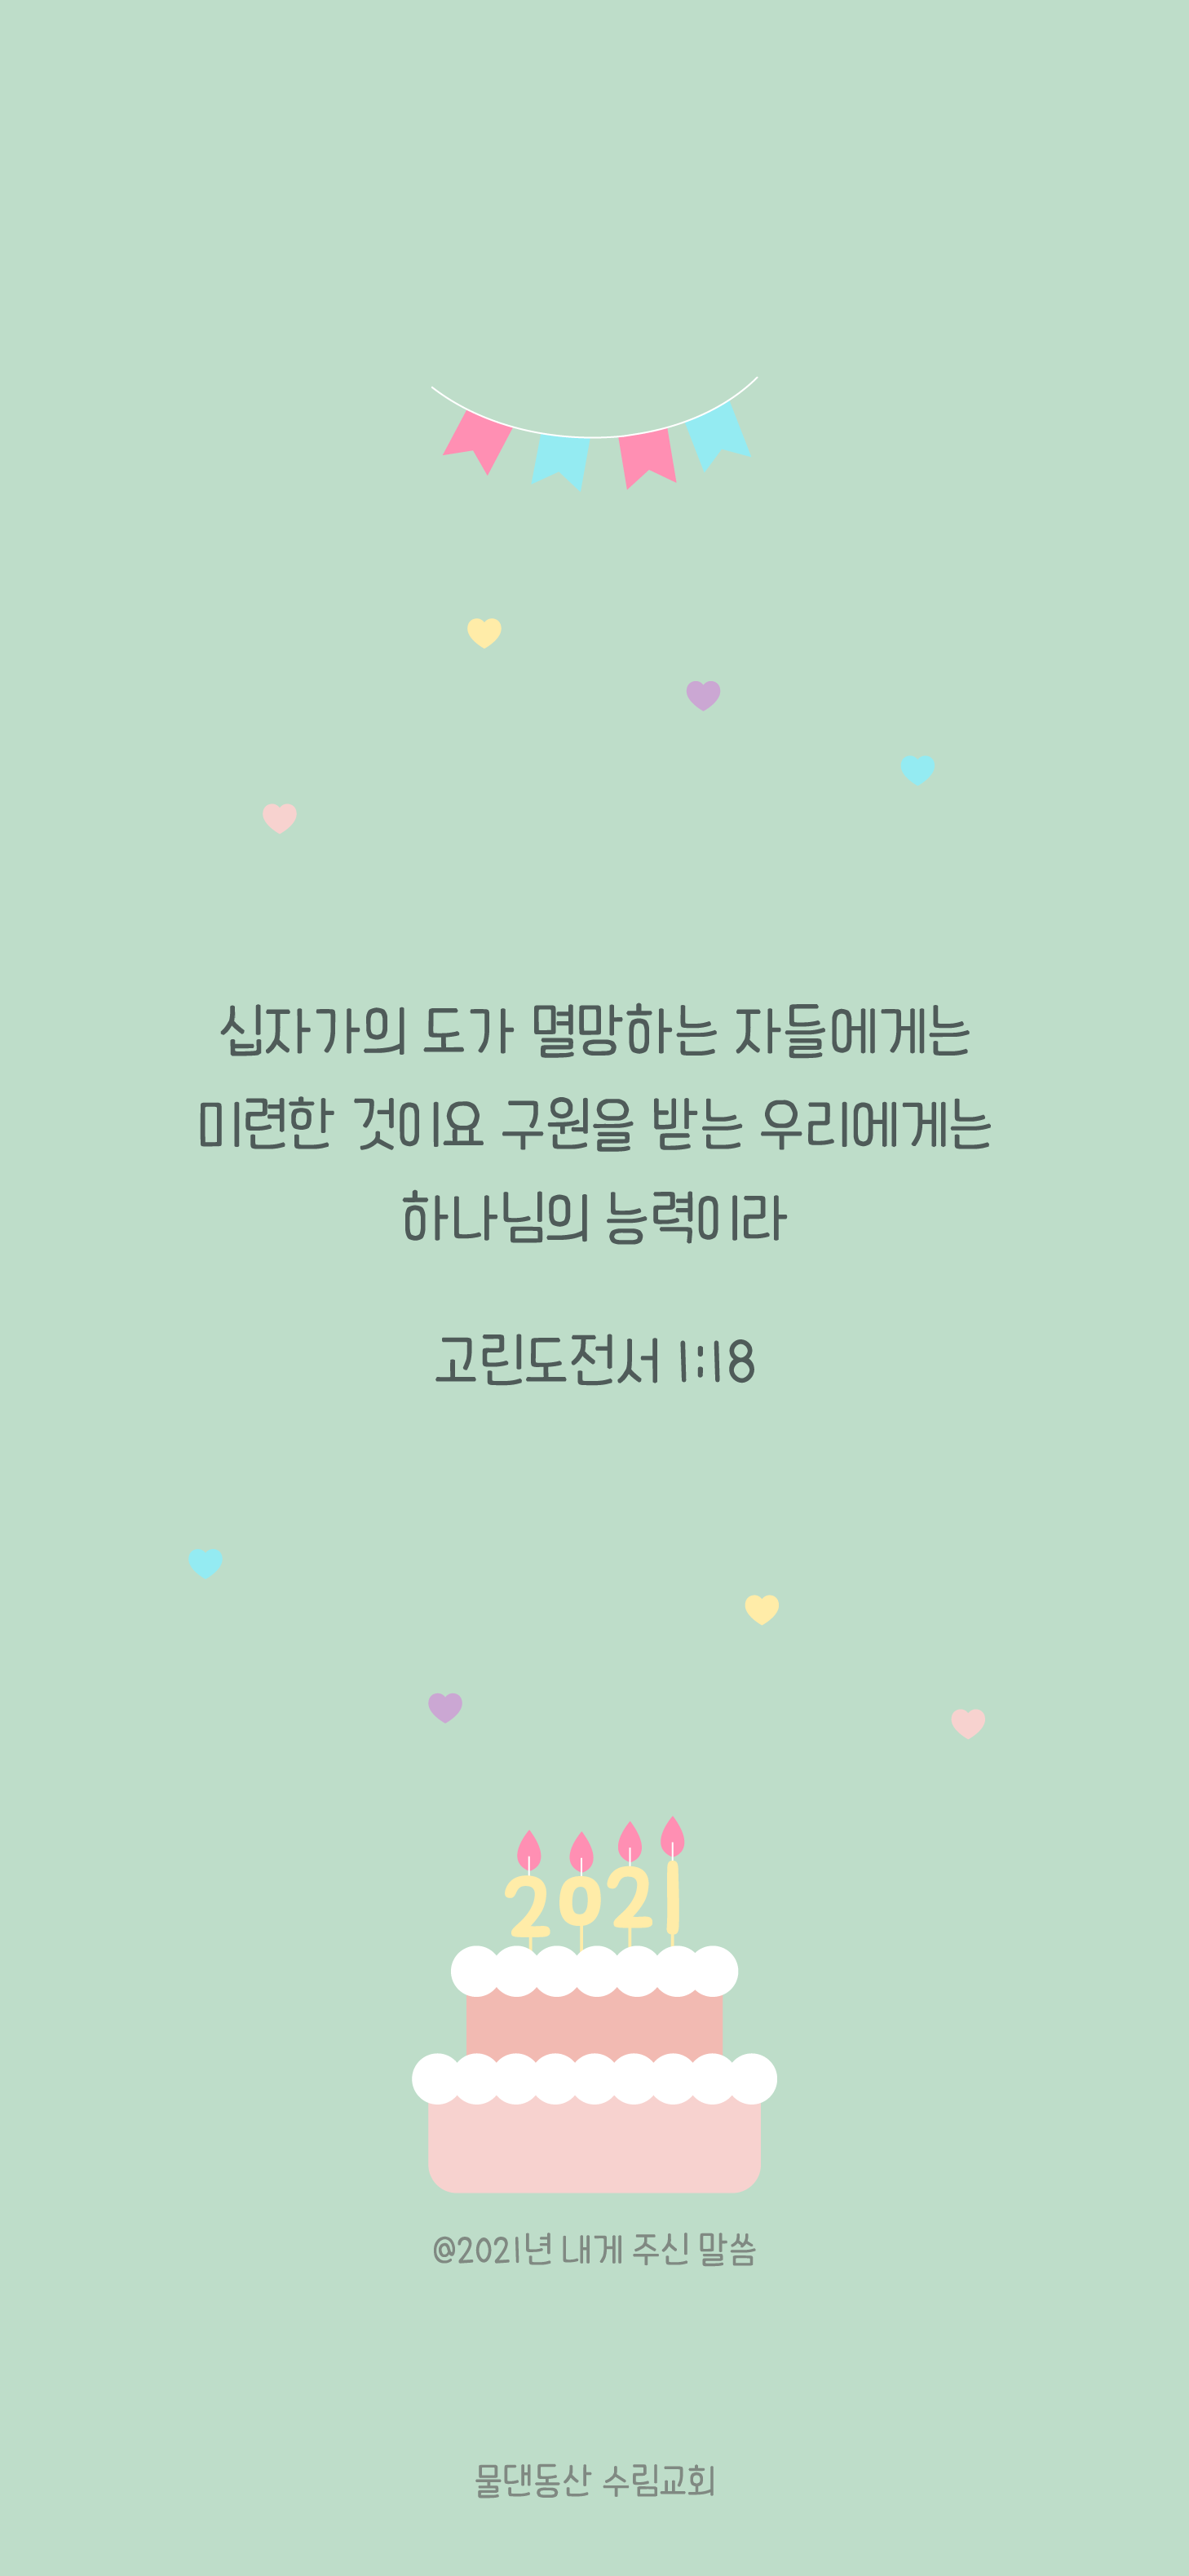 십자가의 도가 멸망하는 자들에게는
미련한 것이요 구원을 받는 우리에게는
하나님의 능력이라
고린도전서 1:18
2021
@2021년 내게 주신 말씀
물댄동산 수림교회